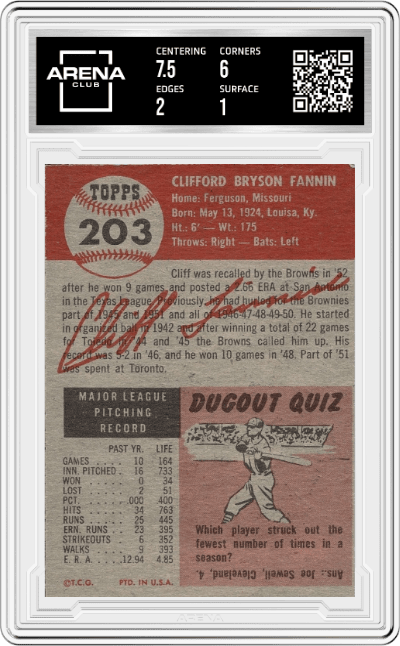 CENTERING CORNERS
7.5 6
EDGES SURFACE
2 1
ARENA
CLUB
TOPPS
203
CLIFFORD BRYSON FANNIN
Home: Ferguson, Missouri
Born: May 13, 1924, Louisa, Ky.
Ht.: 6' — Wt.: 175
Throws: Right — Bats: Left
Cliff was recalled by the Browns in '52
after he won 9 games and posted a 2.66 ERA at San Antonio
in the Texas League. Previously, he had hurled for the Brownies
part of 1945 and 1951 and all of 1946-47-48-49-50. He started
in organized ball in 1942 and after winning a total of 22 games
for Toledo in '44 and '45 the Browns called him up. His
record was 5-2 in '46, and he won 10 games in '48. Part of '51
was spent at Toronto.
Cliff Fannin
MAJOR LEAGUE
PITCHING
RECORD
PAST YR. LIFE
GAMES 10 164
INN. PITCHED 16 733
WON 0 34
LOST 2 51
PCT. .000 .400
HITS 34 763
RUNS 25 445
ERN. RUNS 23 395
STRIKEOUTS 6 352
WALKS 9 393
E. R. A. 12.94 4.85
©T.C.G. PTD. IN U.S.A.
DUGOUT QUIZ
Which player struck out the
fewest number of times in a
season?
Ans.: Joe Sewell, Cleveland, 4.
ARENA